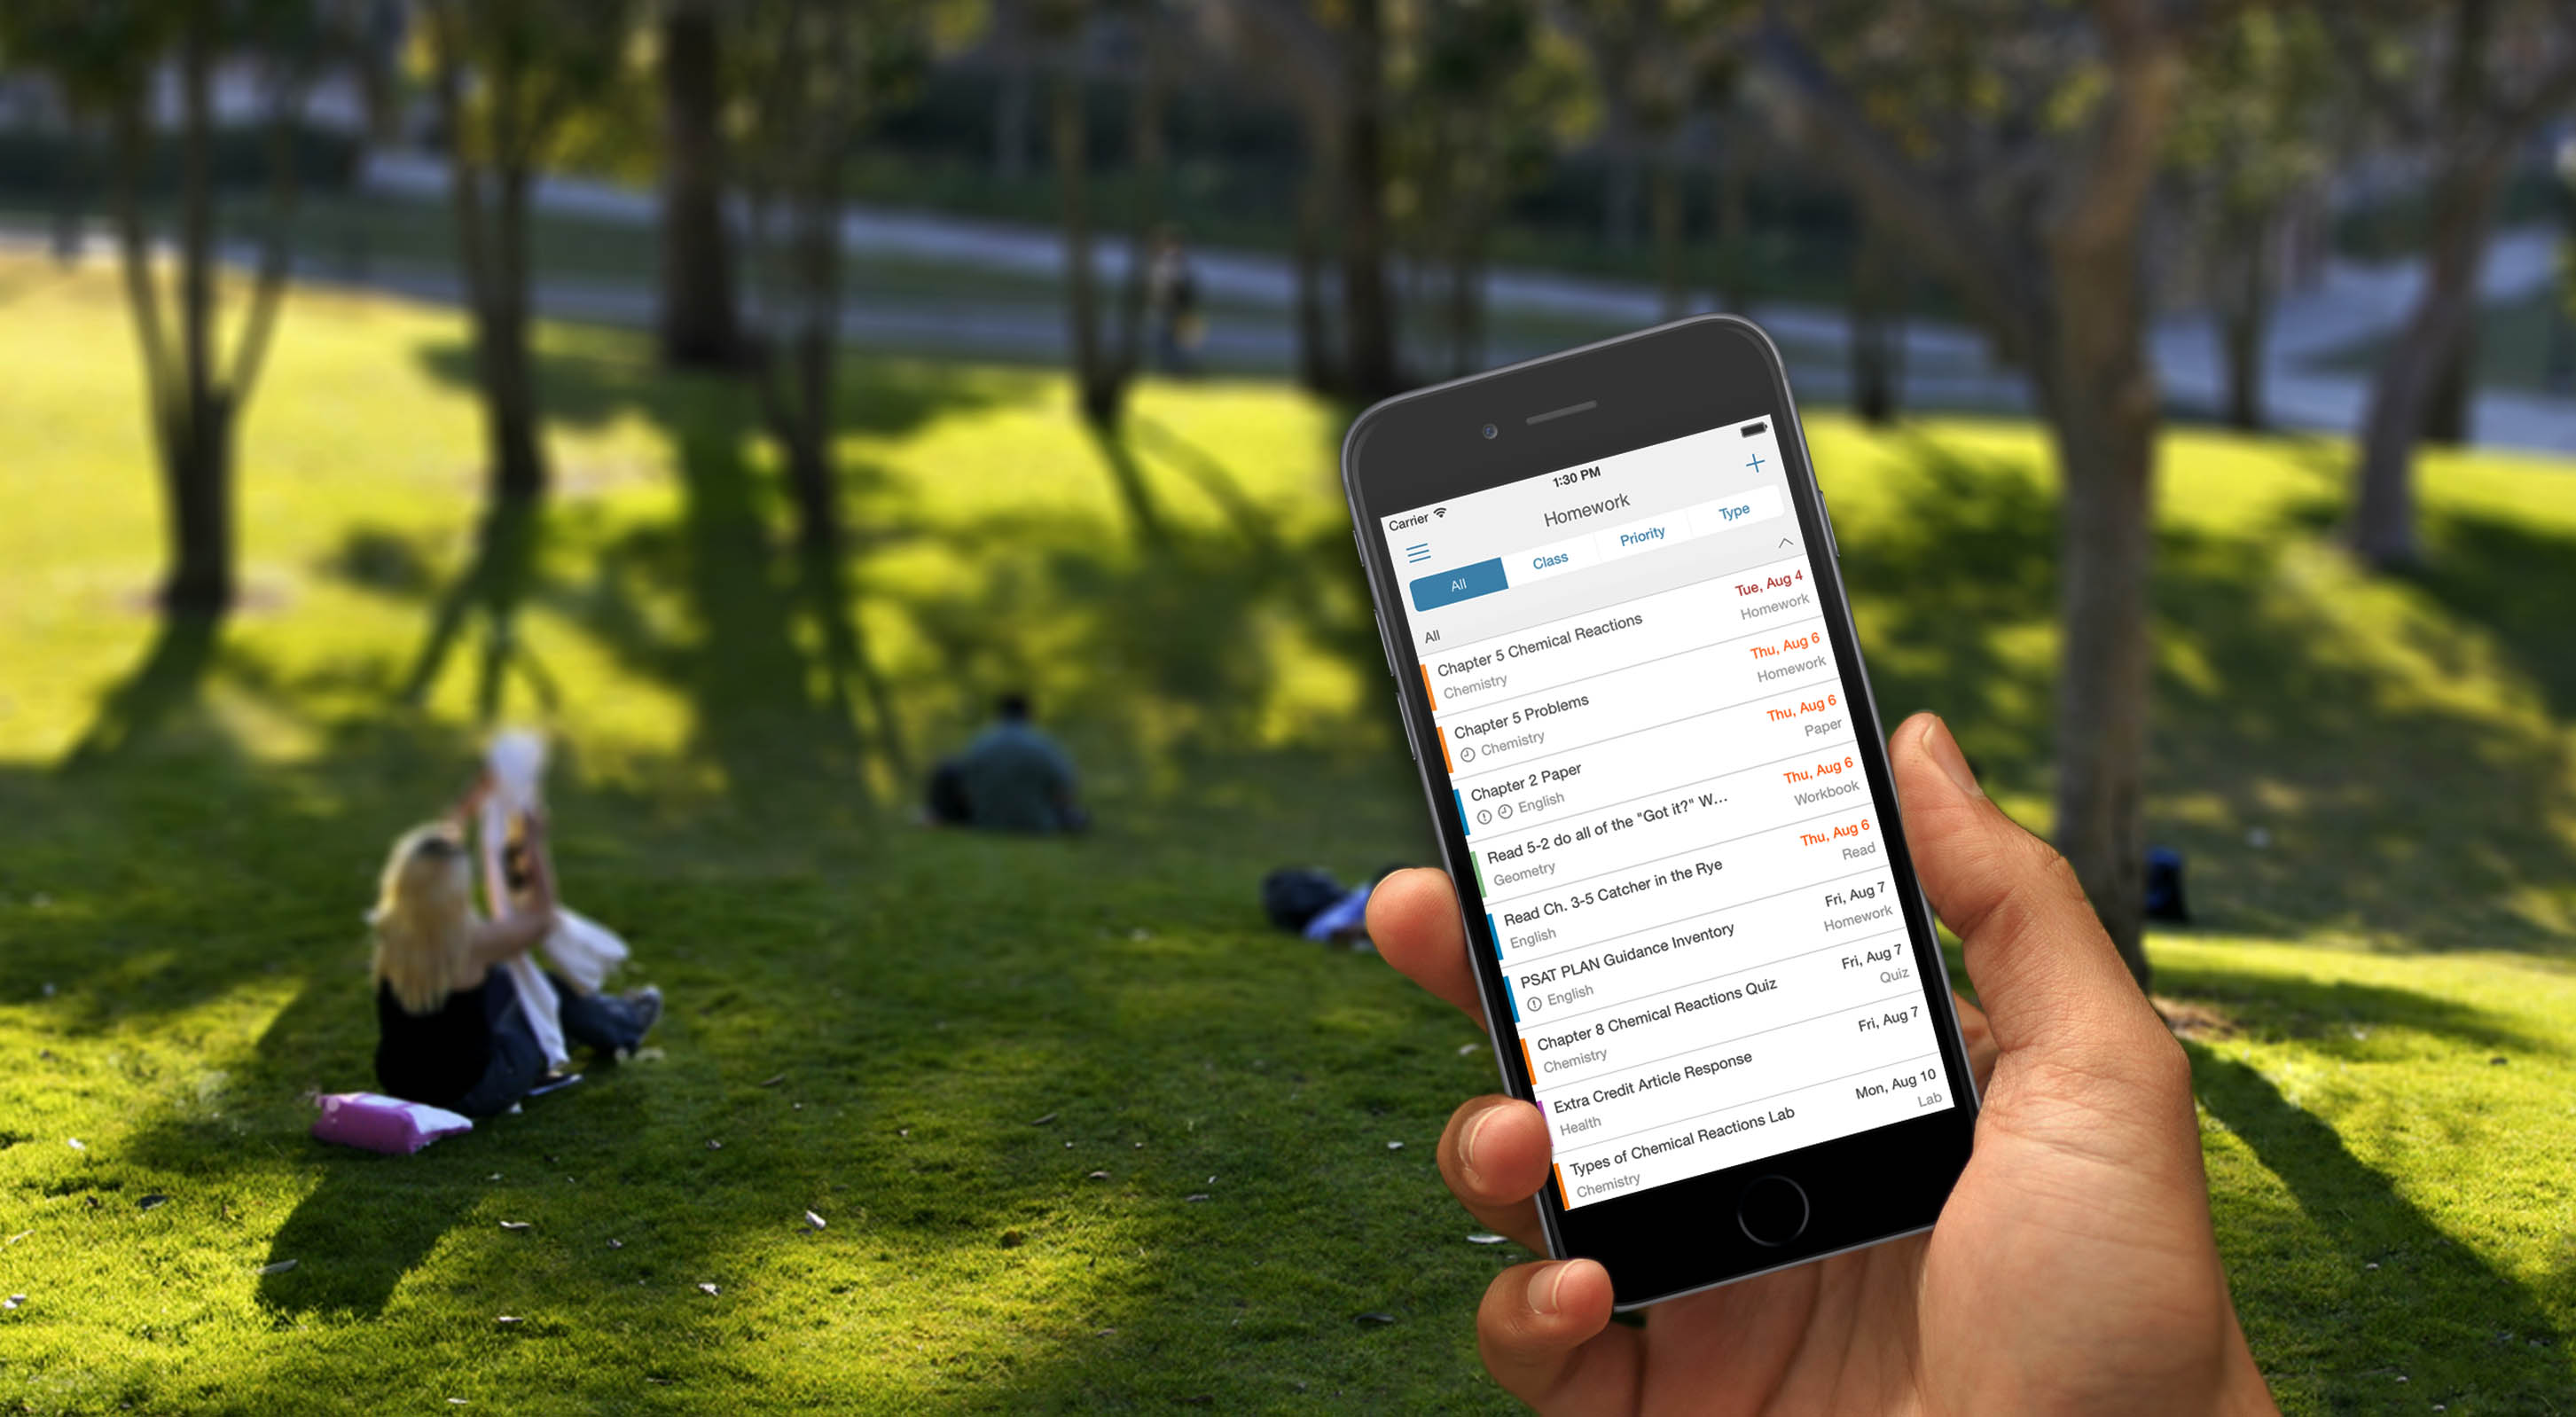 Carrier 1:30 PM
Homework
+
All Class Priority Type
All
Chapter 5 Chemical Reactions Tue, Aug 4
Chemistry Homework
Chapter 5 Problems Thu, Aug 6
Chemistry Homework
Chapter 2 Paper Thu, Aug 6
English Paper
Read 5-2 do all of the "Got it?" W... Thu, Aug 6
Geometry Workbook
Read Ch. 3-5 Catcher in the Rye Thu, Aug 6
English Read
PSAT PLAN Guidance Inventory Fri, Aug 7
English Homework
Chapter 8 Chemical Reactions Quiz Fri, Aug 7
Chemistry Quiz
Extra Credit Article Response Fri, Aug 7
Health
Types of Chemical Reactions Lab Mon, Aug 10
Chemistry Lab